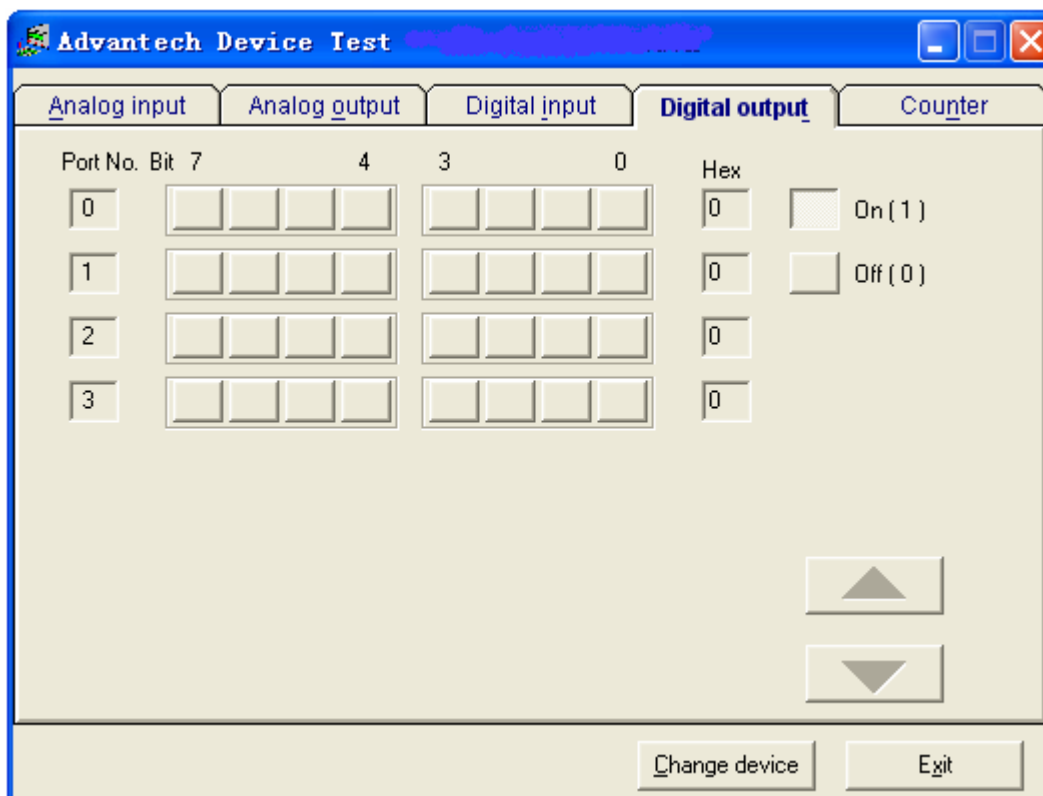 Advantech Device Test
Analog input Analog output Digital input Digital output Counter
Port No. Bit 7 4 3 0 Hex
0 0 On ( 1 )
1 0 Off ( 0 )
2 0
3 0
Change device Exit